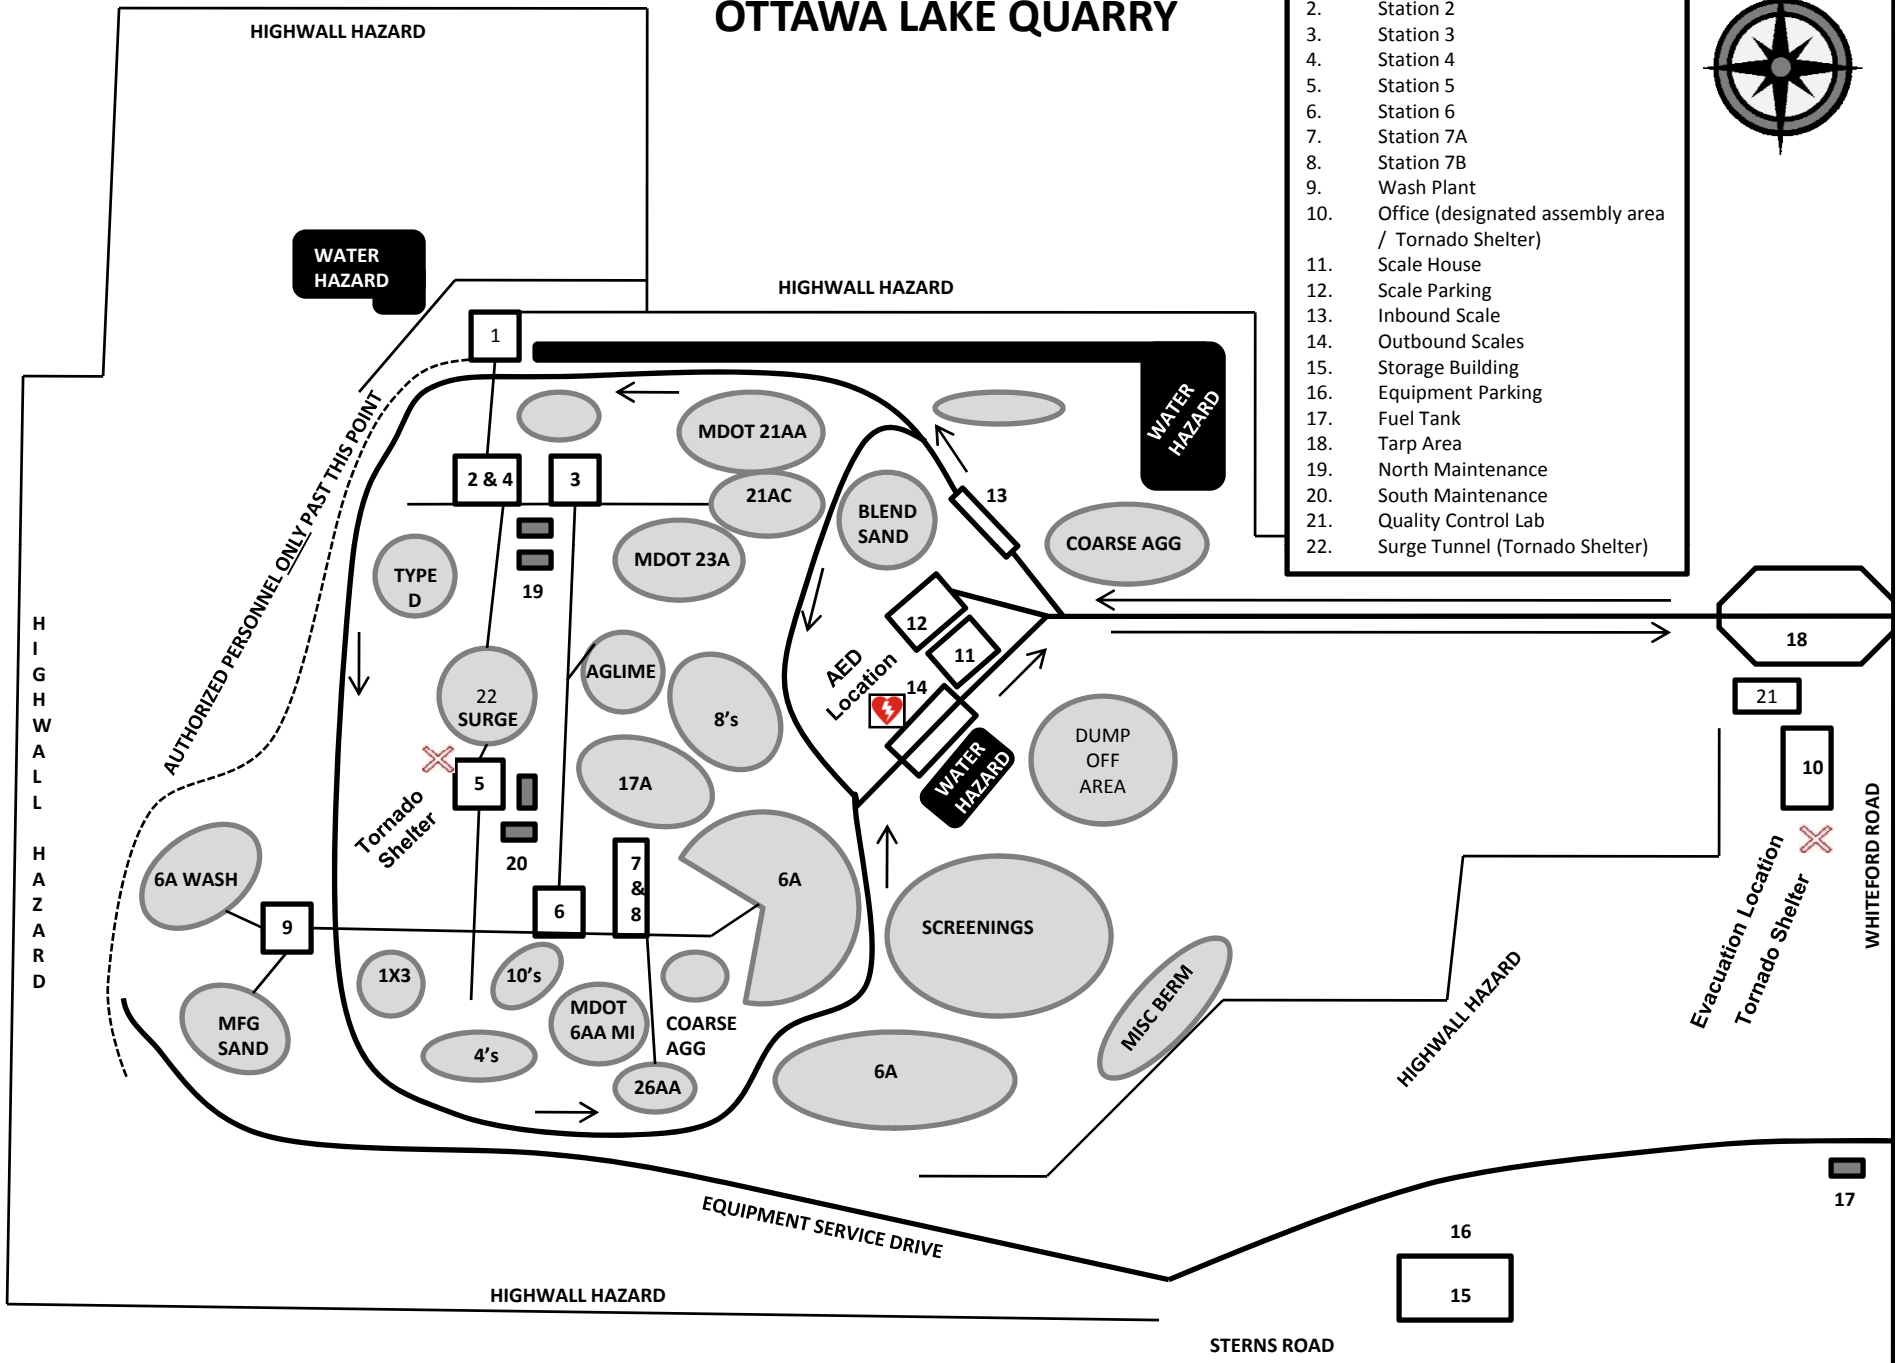 OTTAWA LAKE QUARRY
2. Station 2
3. Station 3
4. Station 4
5. Station 5
6. Station 6
7. Station 7A
8. Station 7B
9. Wash Plant
10. Office (designated assembly area
/ Tornado Shelter)
11. Scale House
12. Scale Parking
13. Inbound Scale
14. Outbound Scales
15. Storage Building
16. Equipment Parking
17. Fuel Tank
18. Tarp Area
19. North Maintenance
20. South Maintenance
21. Quality Control Lab
22. Surge Tunnel (Tornado Shelter)
HIGHWALL HAZARD
WATER
HAZARD
HIGHWALL HAZARD
1
WATER
HAZARD
AUTHORIZED PERSONNEL ONLY PAST THIS POINT
MDOT 21AA
2 & 4
3
21AC
BLEND
SAND
13
COARSE AGG
MDOT 23A
TYPE
D
19
HIGHWALL HAZARD
12
11
18
AED
Location
14
AGLIME
22
SURGE
8's
21
DUMP
OFF
AREA
WATER
HAZARD
10
5
17A
Tornado
Shelter
20
WHITEFORD ROAD
6A WASH
7
&
8
6A
6
9
SCREENINGS
Evacuation Location
Tornado Shelter
1X3
10's
MDOT
6AA MI
COARSE
AGG
MISC BERM
HIGHWALL HAZARD
MFG
SAND
4's
26AA
6A
17
EQUIPMENT SERVICE DRIVE
16
15
HIGHWALL HAZARD
STERNS ROAD